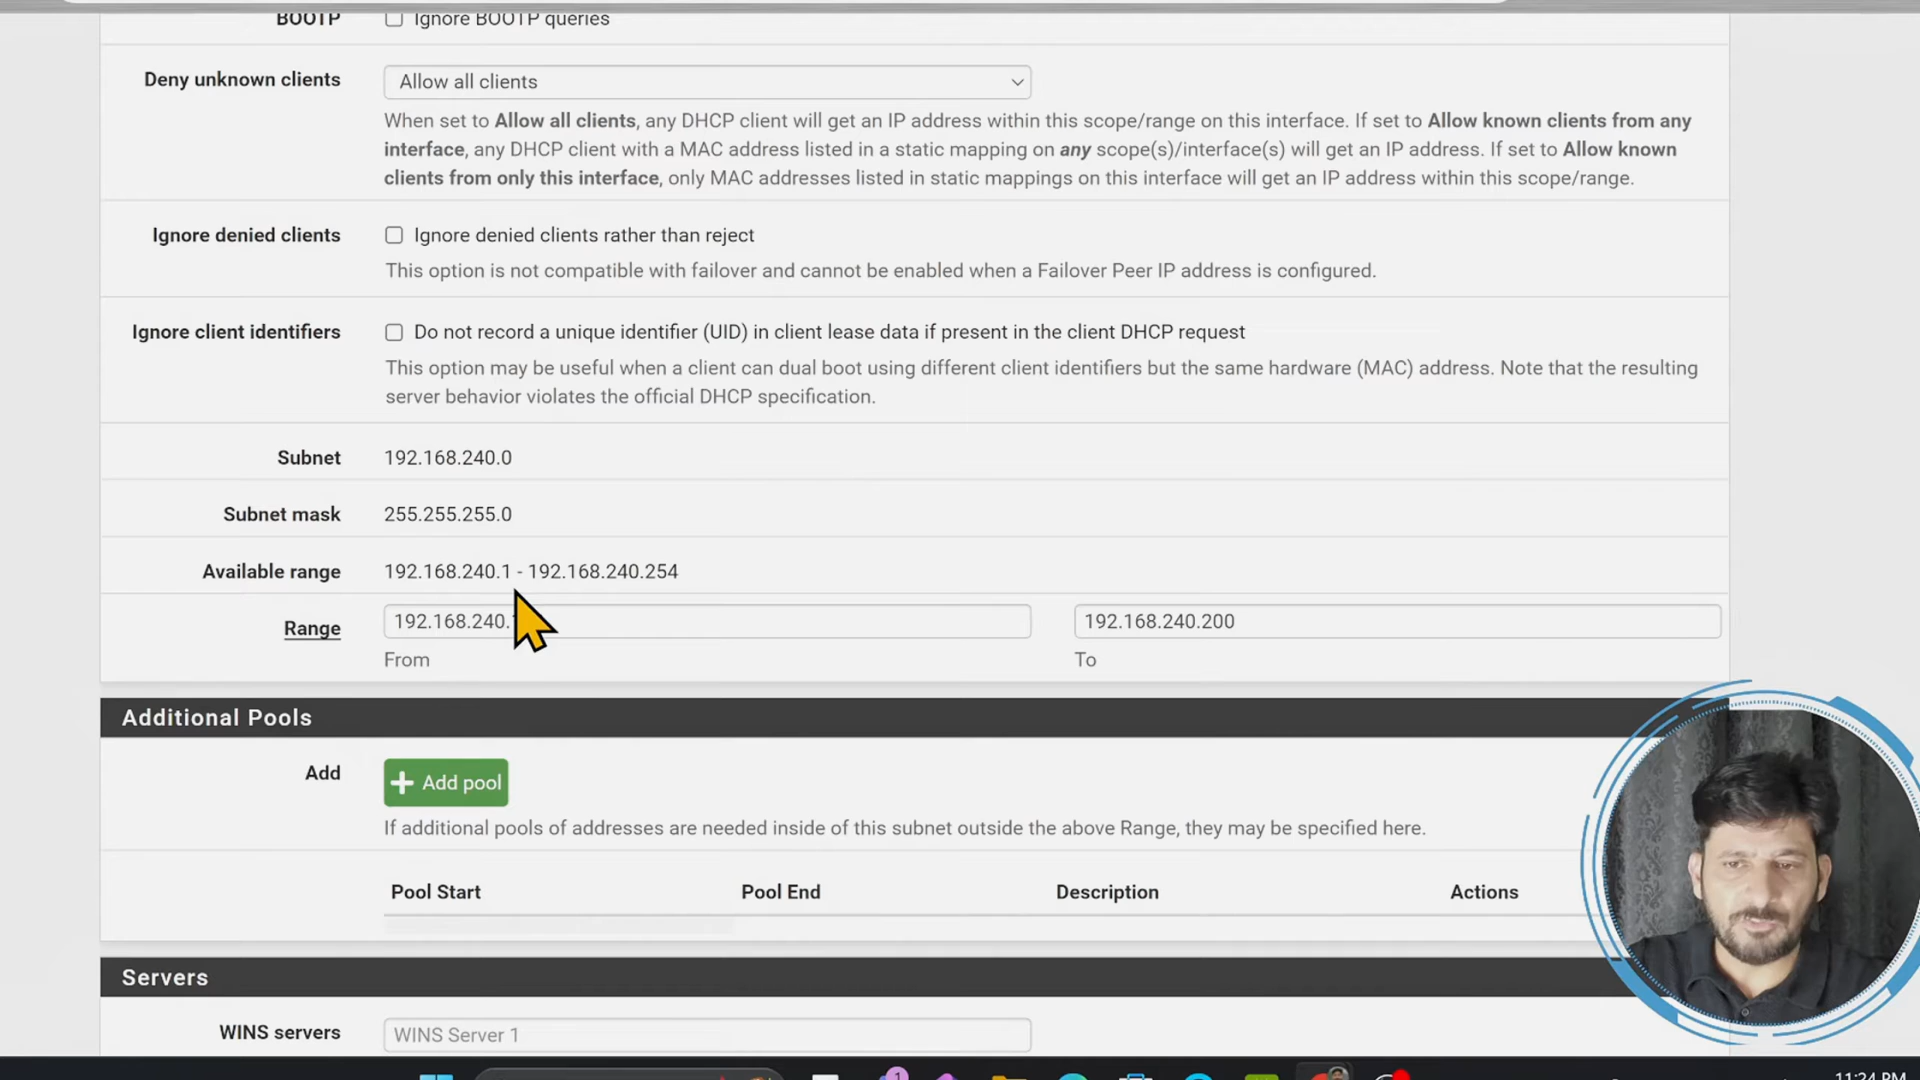 BOOTP
Ignore BOOTP queries
Deny unknown clients
Allow all clients
When set to Allow all clients, any DHCP client will get an IP address within this scope/range on this interface. If set to Allow known clients from any
interface, any DHCP client with a MAC address listed in a static mapping on any scope(s)/interface(s) will get an IP address. If set to Allow known
clients from only this interface, only MAC addresses listed in static mappings on this interface will get an IP address within this scope/range.
Ignore denied clients
Ignore denied clients rather than reject
This option is not compatible with failover and cannot be enabled when a Failover Peer IP address is configured.
Ignore client identifiers
Do not record a unique identifier (UID) in client lease data if present in the client DHCP request
This option may be useful when a client can dual boot using different client identifiers but the same hardware (MAC) address. Note that the resulting
server behavior violates the official DHCP specification.
Subnet
192.168.240.0
Subnet mask
255.255.255.0
Available range
192.168.240.1 - 192.168.240.254
Range
192.168.240.
192.168.240.200
From
To
Additional Pools
Add
Add pool
If additional pools of addresses are needed inside of this subnet outside the above Range, they may be specified here.
Pool Start
Pool End
Description
Actions
Servers
WINS servers
WINS Server 1
1
11:24 PM